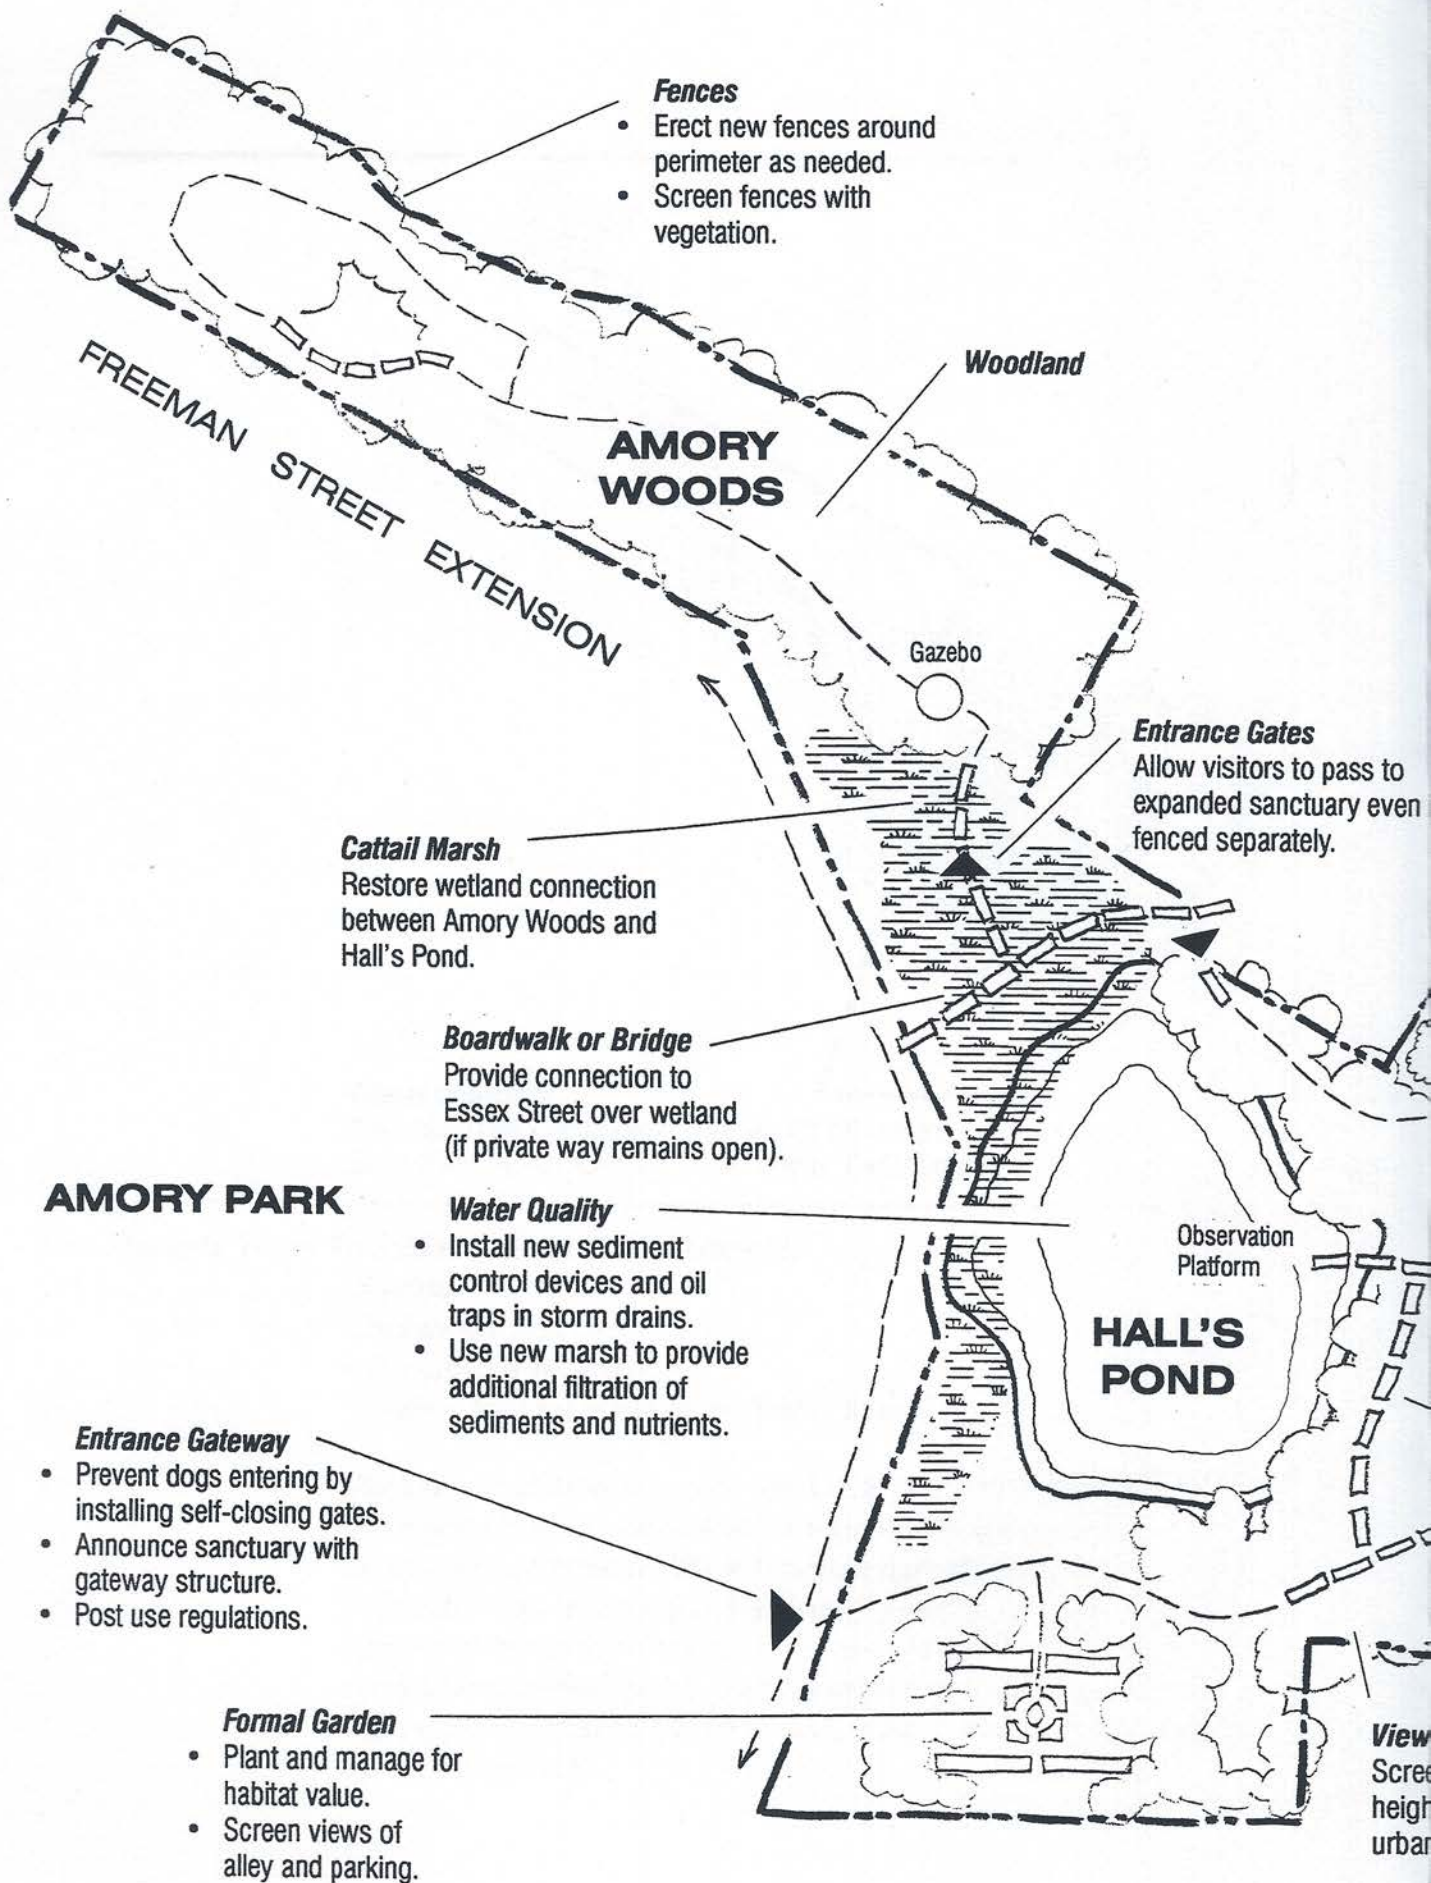 Fences
• Erect new fences around
perimeter as needed.
• Screen fences with
vegetation.
Woodland
FREEMAN STREET EXTENSION
AMORY
WOODS
Gazebo
Entrance Gates
Allow visitors to pass to
expanded sanctuary even
fenced separately.
Cattail Marsh
Restore wetland connection
between Amory Woods and
Hall's Pond.
Boardwalk or Bridge
Provide connection to
Essex Street over wetland
(if private way remains open).
AMORY PARK
Water Quality
• Install new sediment
control devices and oil
traps in storm drains.
• Use new marsh to provide
additional filtration of
sediments and nutrients.
Observation
Platform
HALL'S
POND
Entrance Gateway
• Prevent dogs entering by
installing self-closing gates.
• Announce sanctuary with
gateway structure.
• Post use regulations.
Formal Garden
• Plant and manage for
habitat value.
• Screen views of
alley and parking.
View